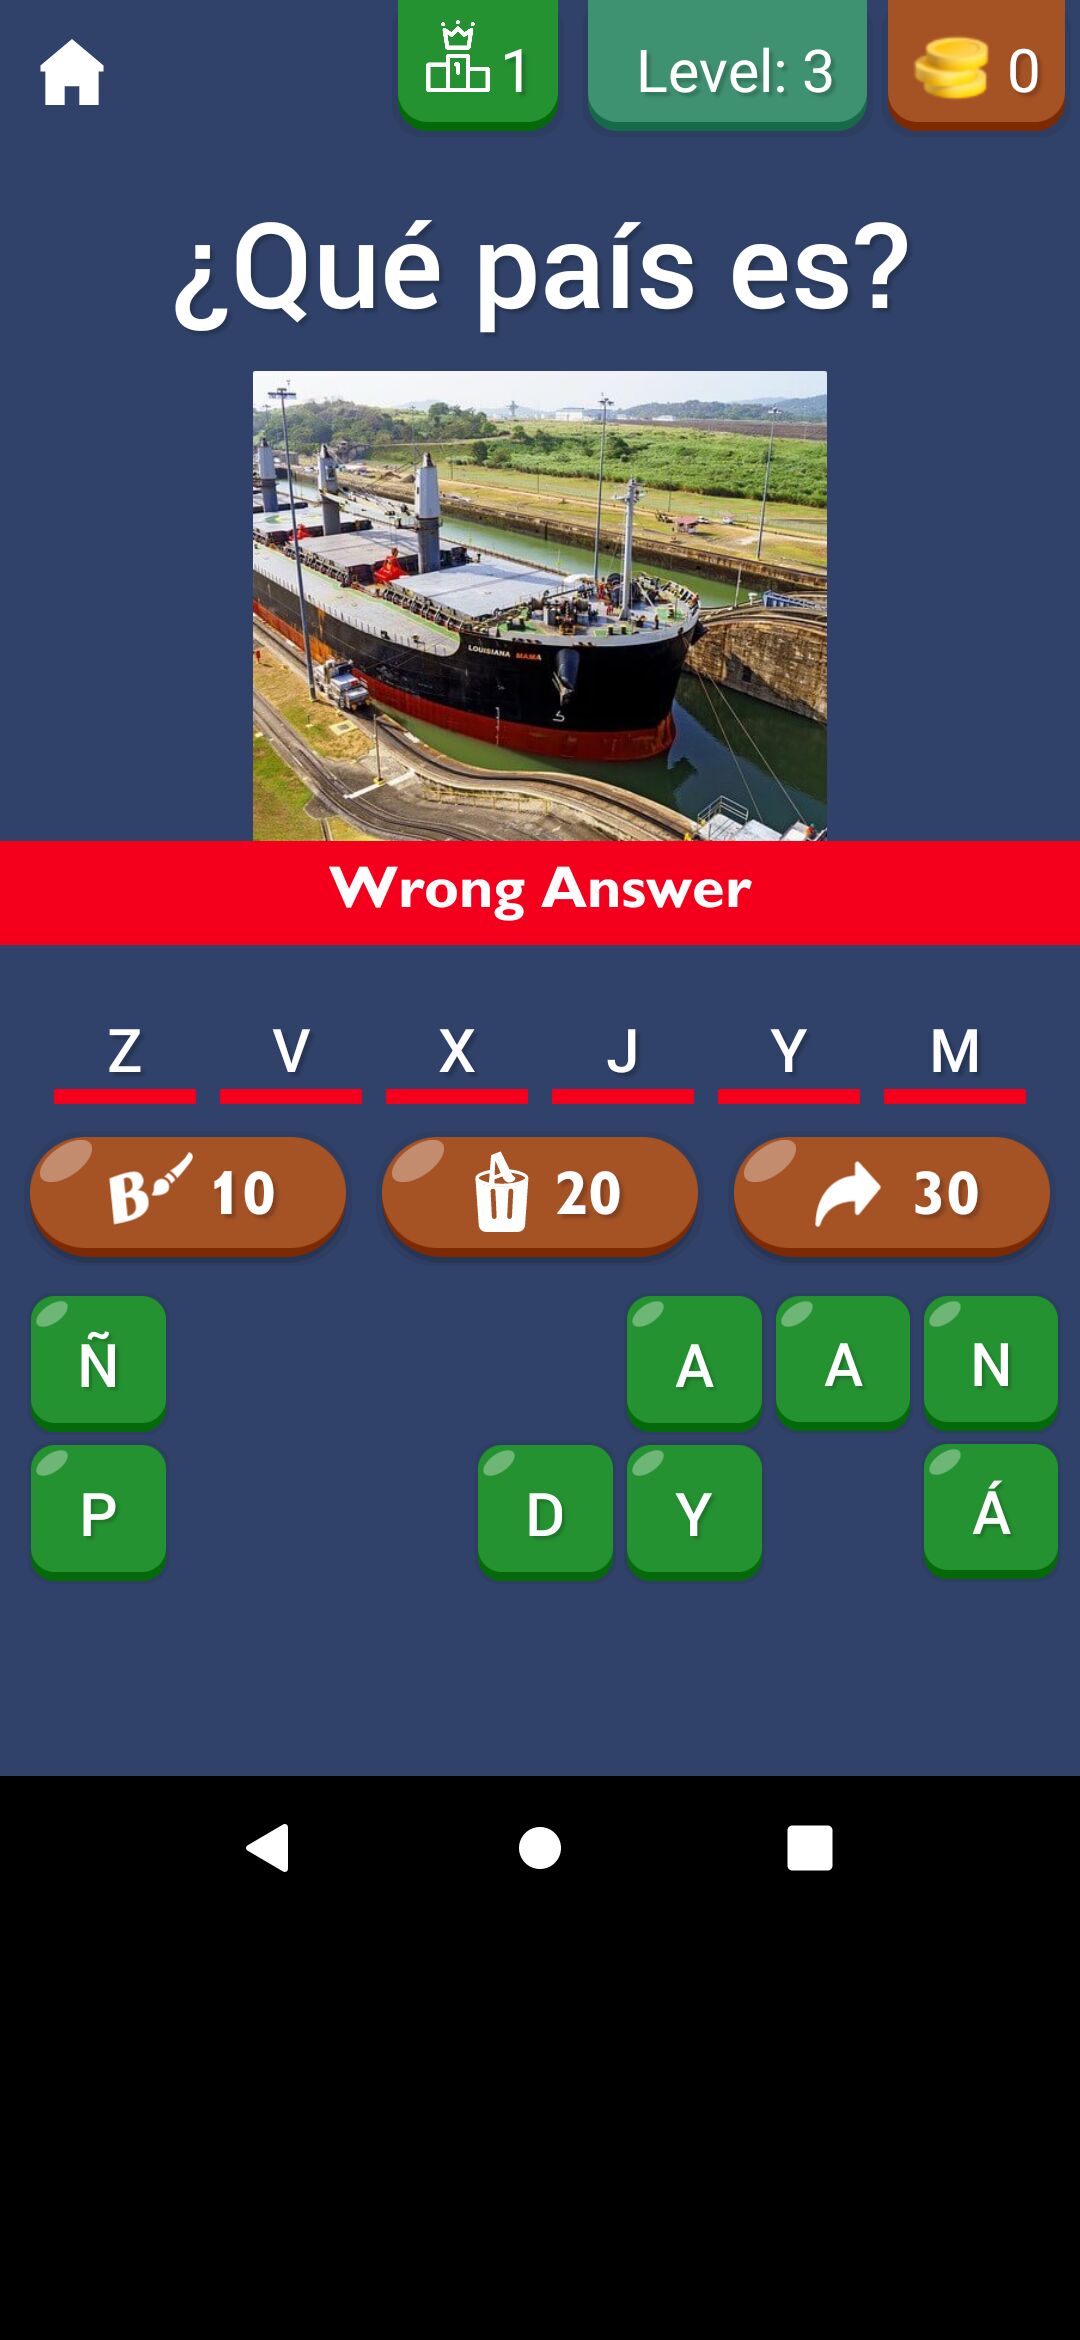 1 Level: 3 0
¿Qué país es?
LOUISIANA MAMA
Wrong Answer
Z V X J Y M
B 10 20 30
Ñ A A N
P D Y Á